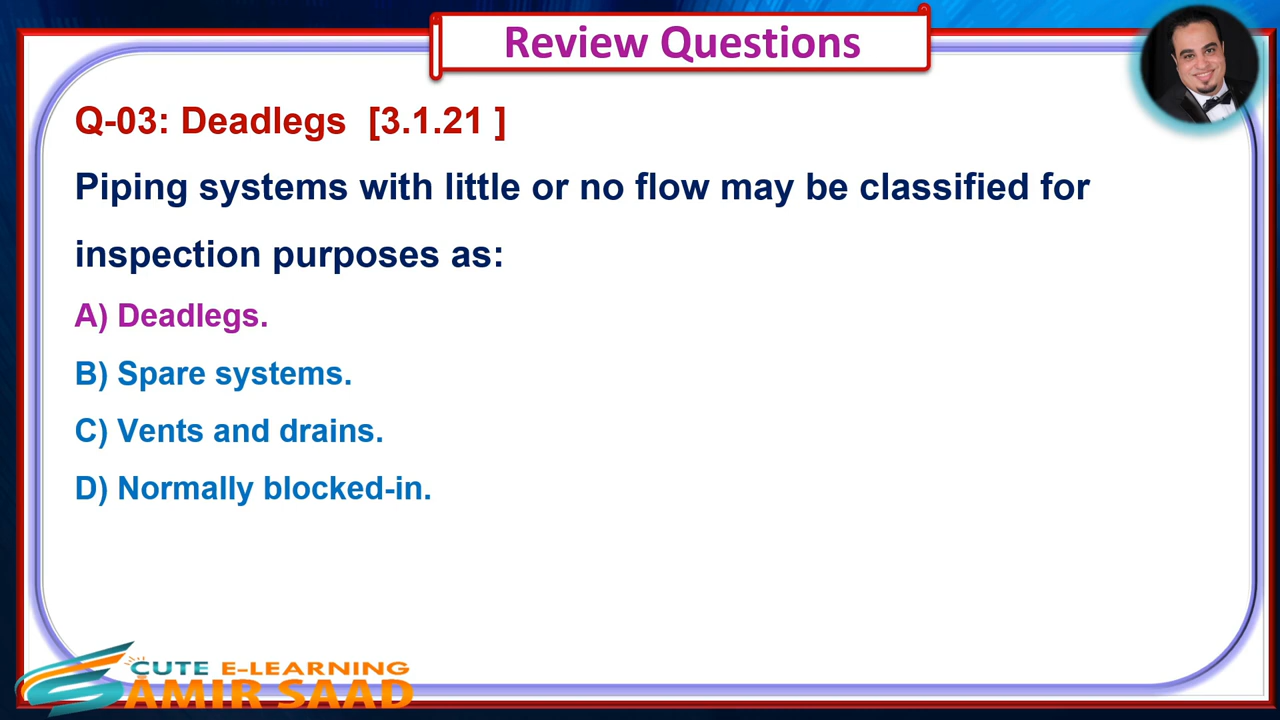 Review Questions
Q-03: Deadlegs [3.1.21 ]
Piping systems with little or no flow may be classified for
inspection purposes as:
A) Deadlegs.
B) Spare systems.
C) Vents and drains.
D) Normally blocked-in.
CUTE E-LEARNING
AMIR SAAD